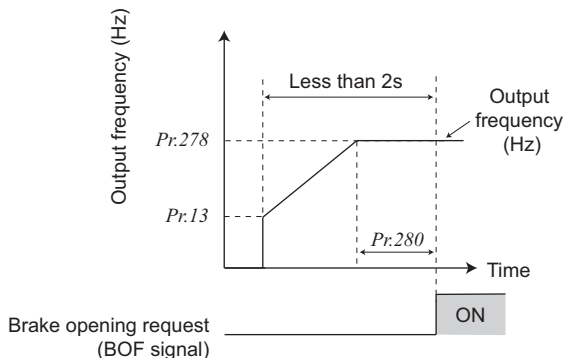 Output frequency (Hz)
Less than 2s
Output
frequency
(Hz)
Pr.278
Pr.13
Pr.280
Time
ON
Brake opening request
(BOF signal)